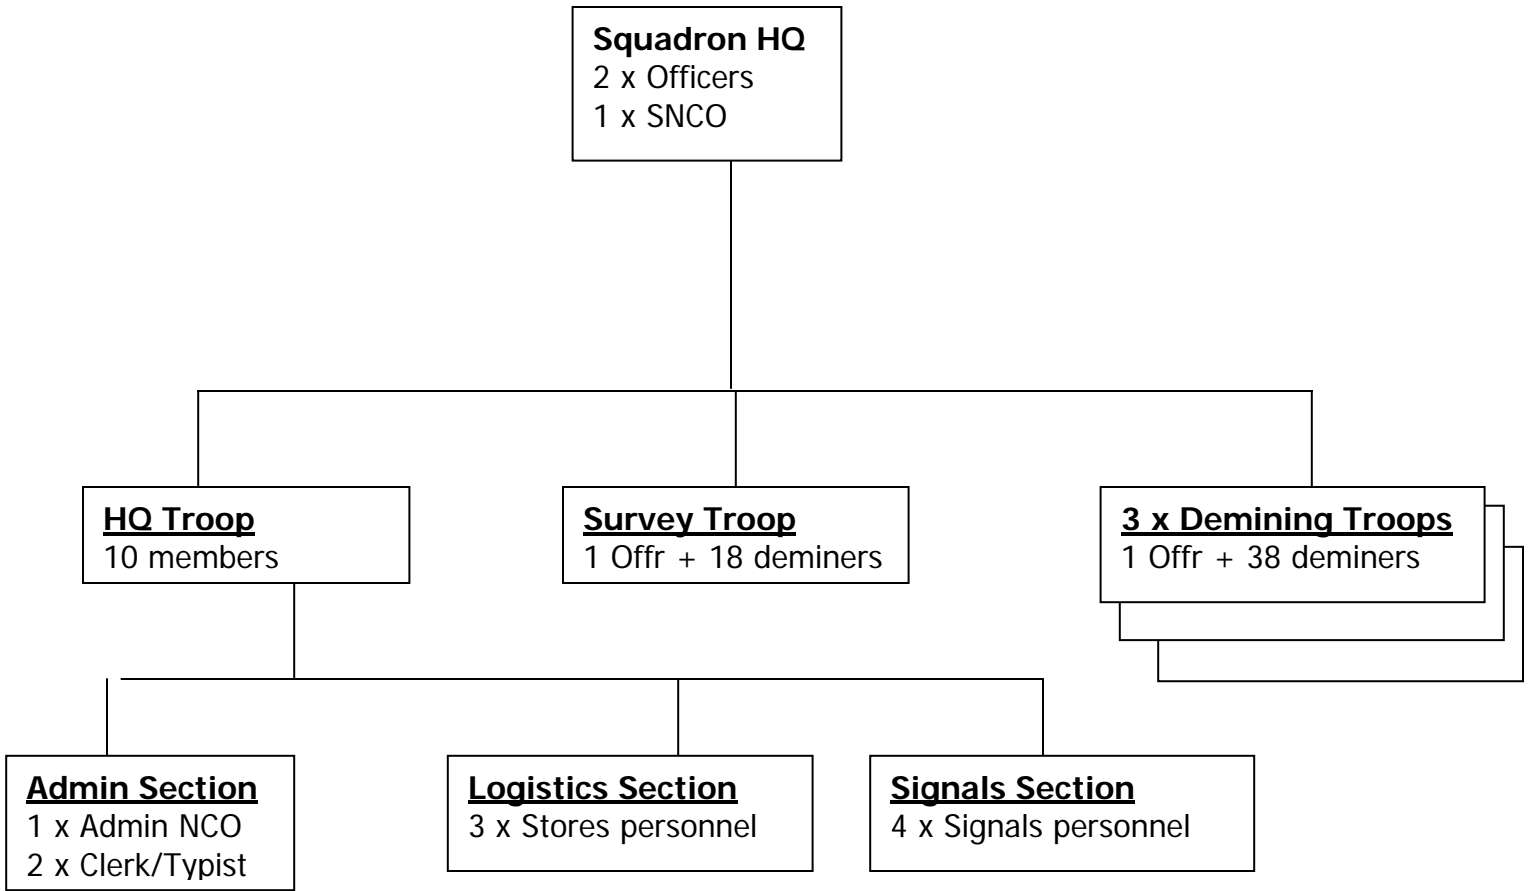 Squadron HQ
2 x Officers
1 x SNCO
HQ Troop
10 members
Survey Troop
1 Offr + 18 deminers
3 x Demining Troops
1 Offr + 38 deminers
Admin Section
1 x Admin NCO
2 x Clerk/Typist
Logistics Section
3 x Stores personnel
Signals Section
4 x Signals personnel